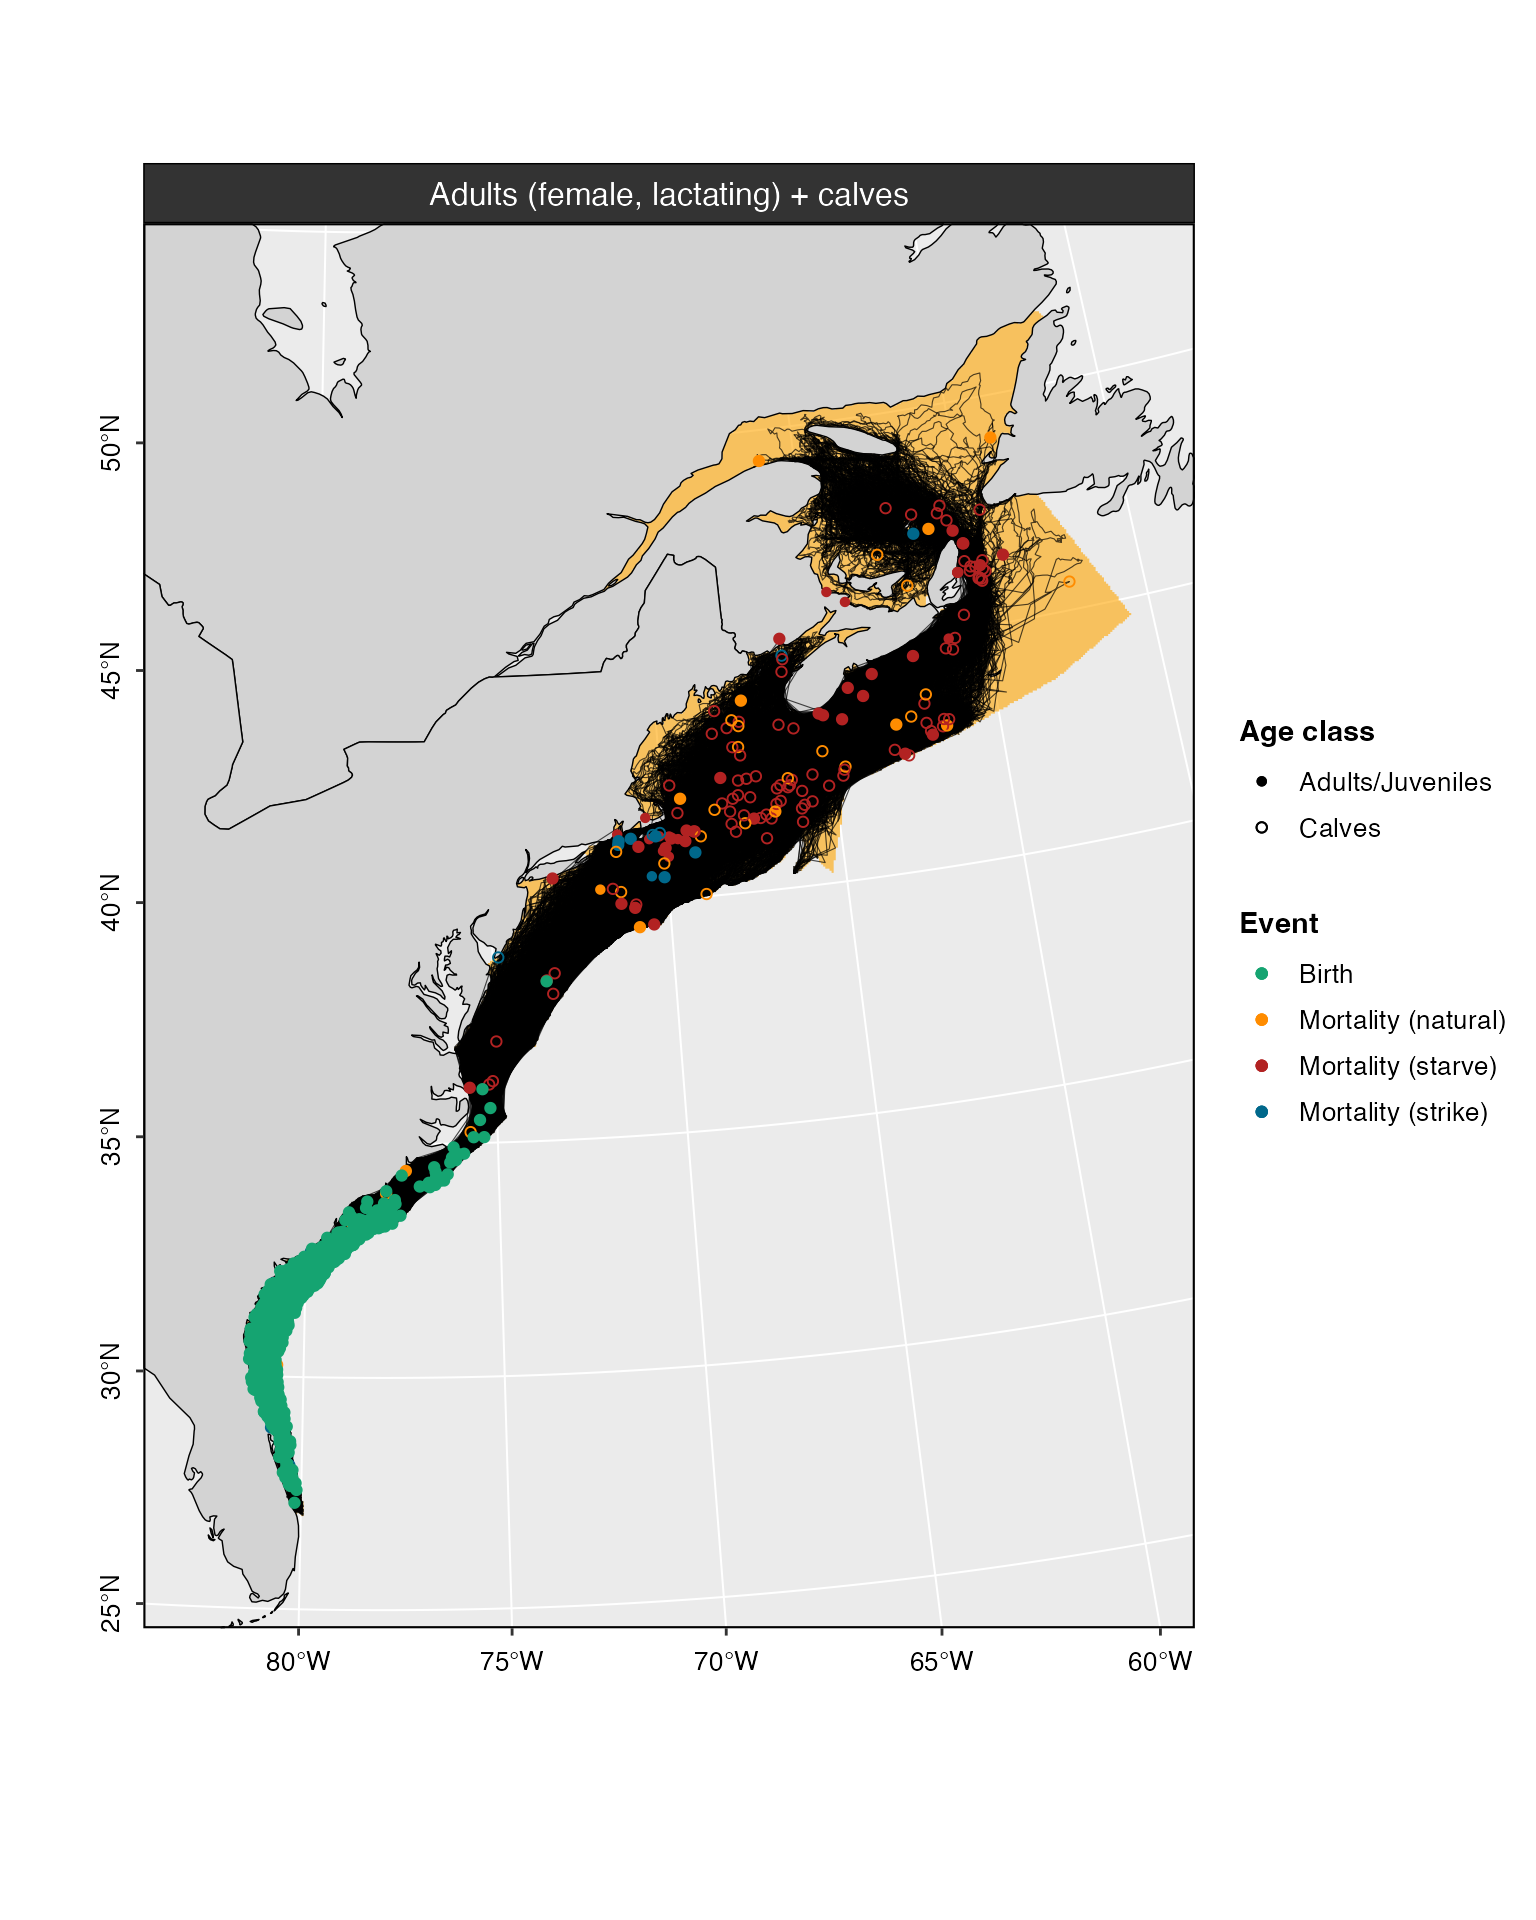 Adults (female, lactating) + calves
50°N
45°N
40°N
35°N
30°N
25°N
80°W
75°W
70°W
65°W
60°W
Age class
Adults/Juveniles
Calves
Event
Birth
Mortality (natural)
Mortality (starve)
Mortality (strike)